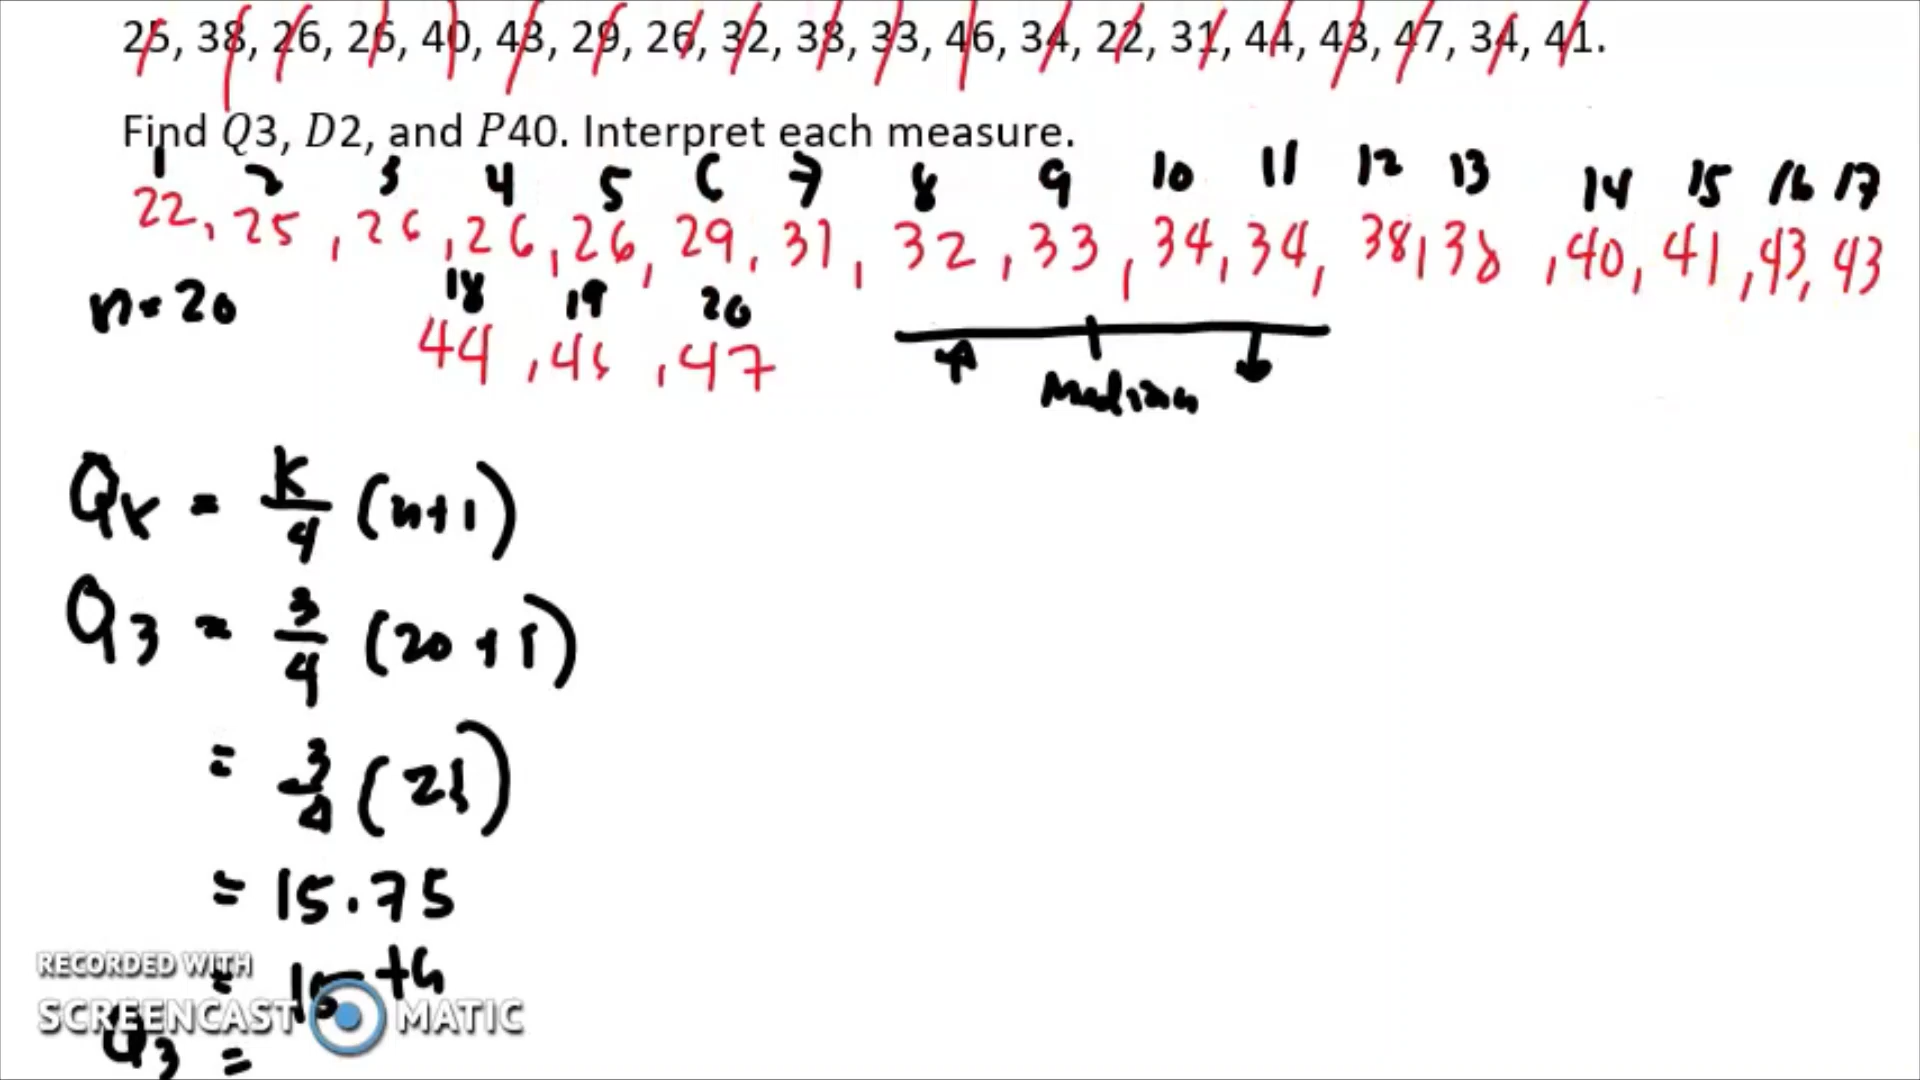 25, 38, 26, 26, 40, 43, 29, 26, 32, 38, 33, 46, 34, 22, 31, 44, 43, 47, 34, 41.
Find Q3, D2, and P40. Interpret each measure.
1 2 3 4 5 6 7 8 9 10 11 12 13 14 15 16 17
22, 25, 26, 26, 26, 29, 31, 32, 33, 34, 34, 38, 38, 40, 41, 43, 43
18 19 20
n = 20
44, 46, 47
Median
Qk = k/4 (n+1)
Q3 = 3/4 (20+1)
= 3/4 (21)
= 15.75
= 16 th
Q3 =
RECORDED WITH
SCREENCAST MATIC